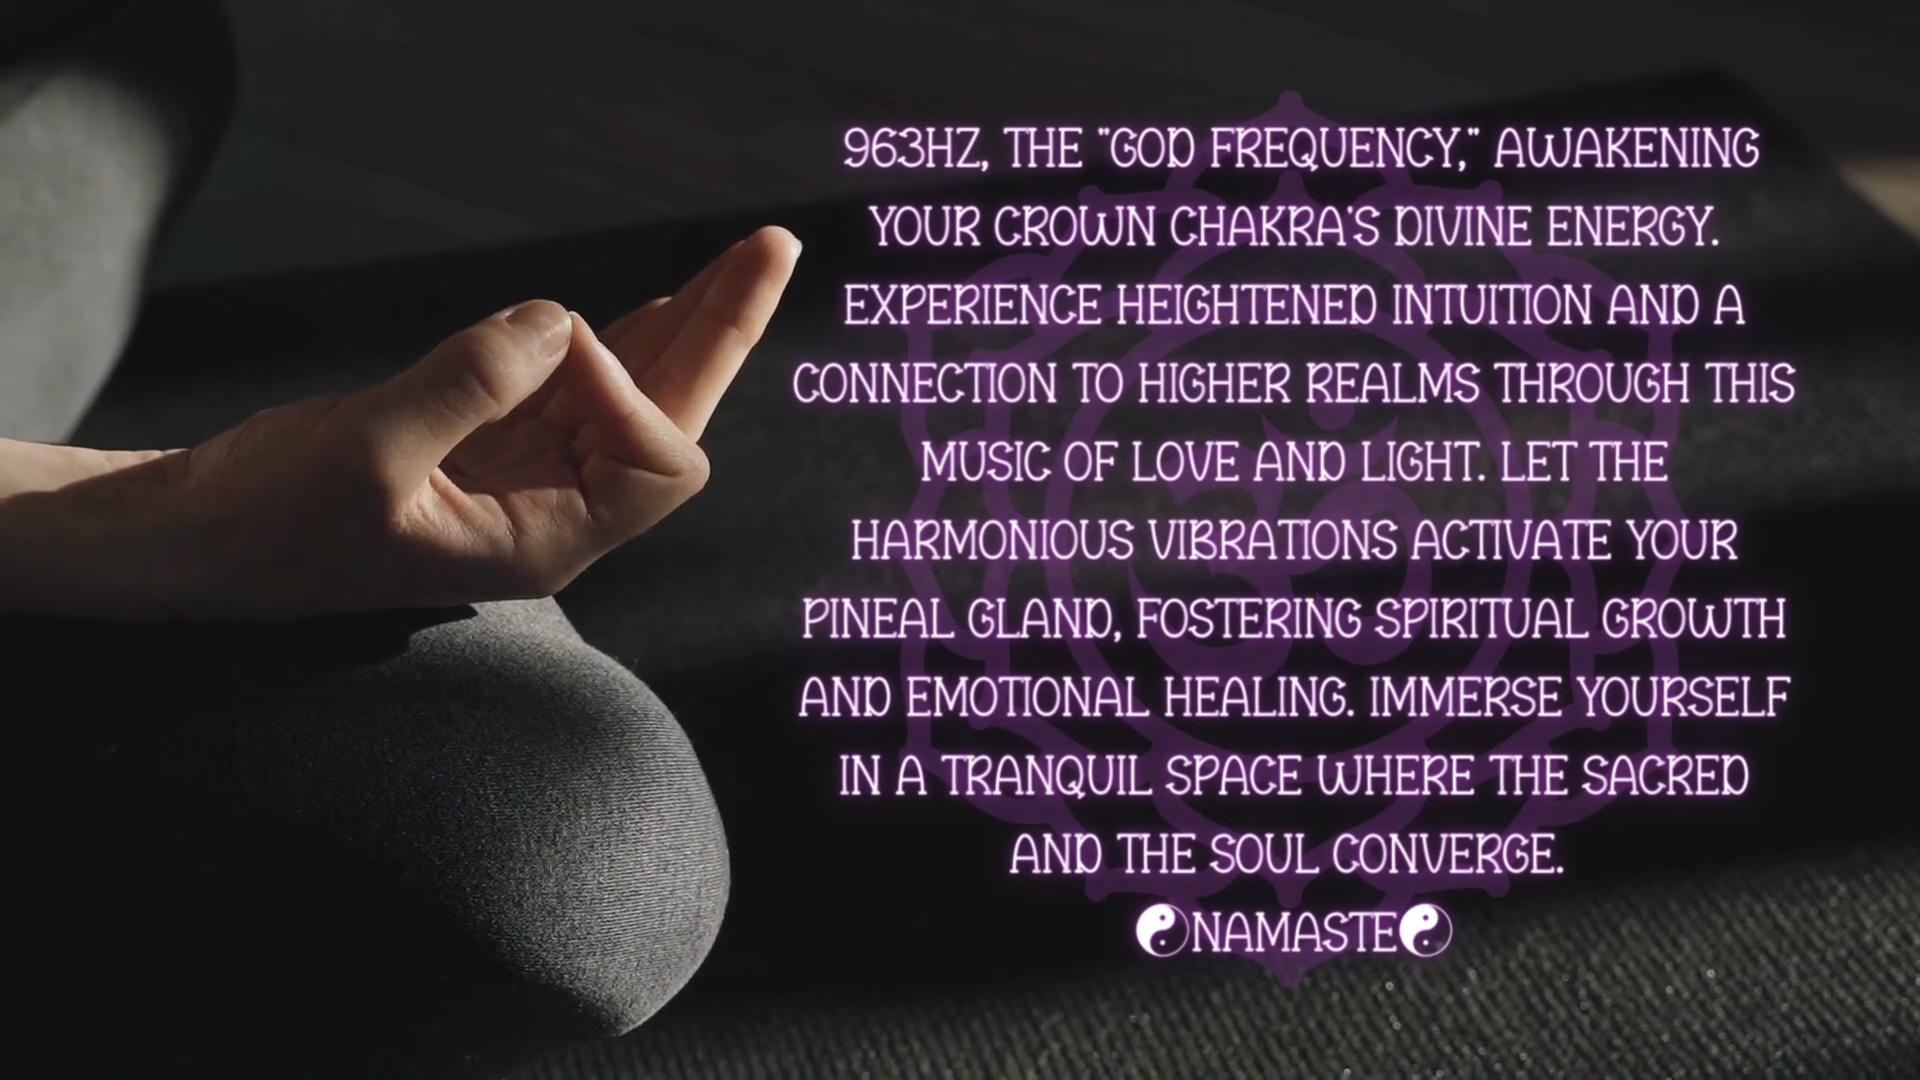 963HZ, THE "GOD FREQUENCY," AWAKENING
YOUR CROWN CHAKRA'S DIVINE ENERGY.
EXPERIENCE HEIGHTENED INTUITION AND A
CONNECTION TO HIGHER REALMS THROUGH THIS
MUSIC OF LOVE AND LIGHT. LET THE
HARMONIOUS VIBRATIONS ACTIVATE YOUR
PINEAL GLAND, FOSTERING SPIRITUAL GROWTH
AND EMOTIONAL HEALING. IMMERSE YOURSELF
IN A TRANQUIL SPACE WHERE THE SACRED
AND THE SOUL CONVERGE.
☯NAMASTE☯